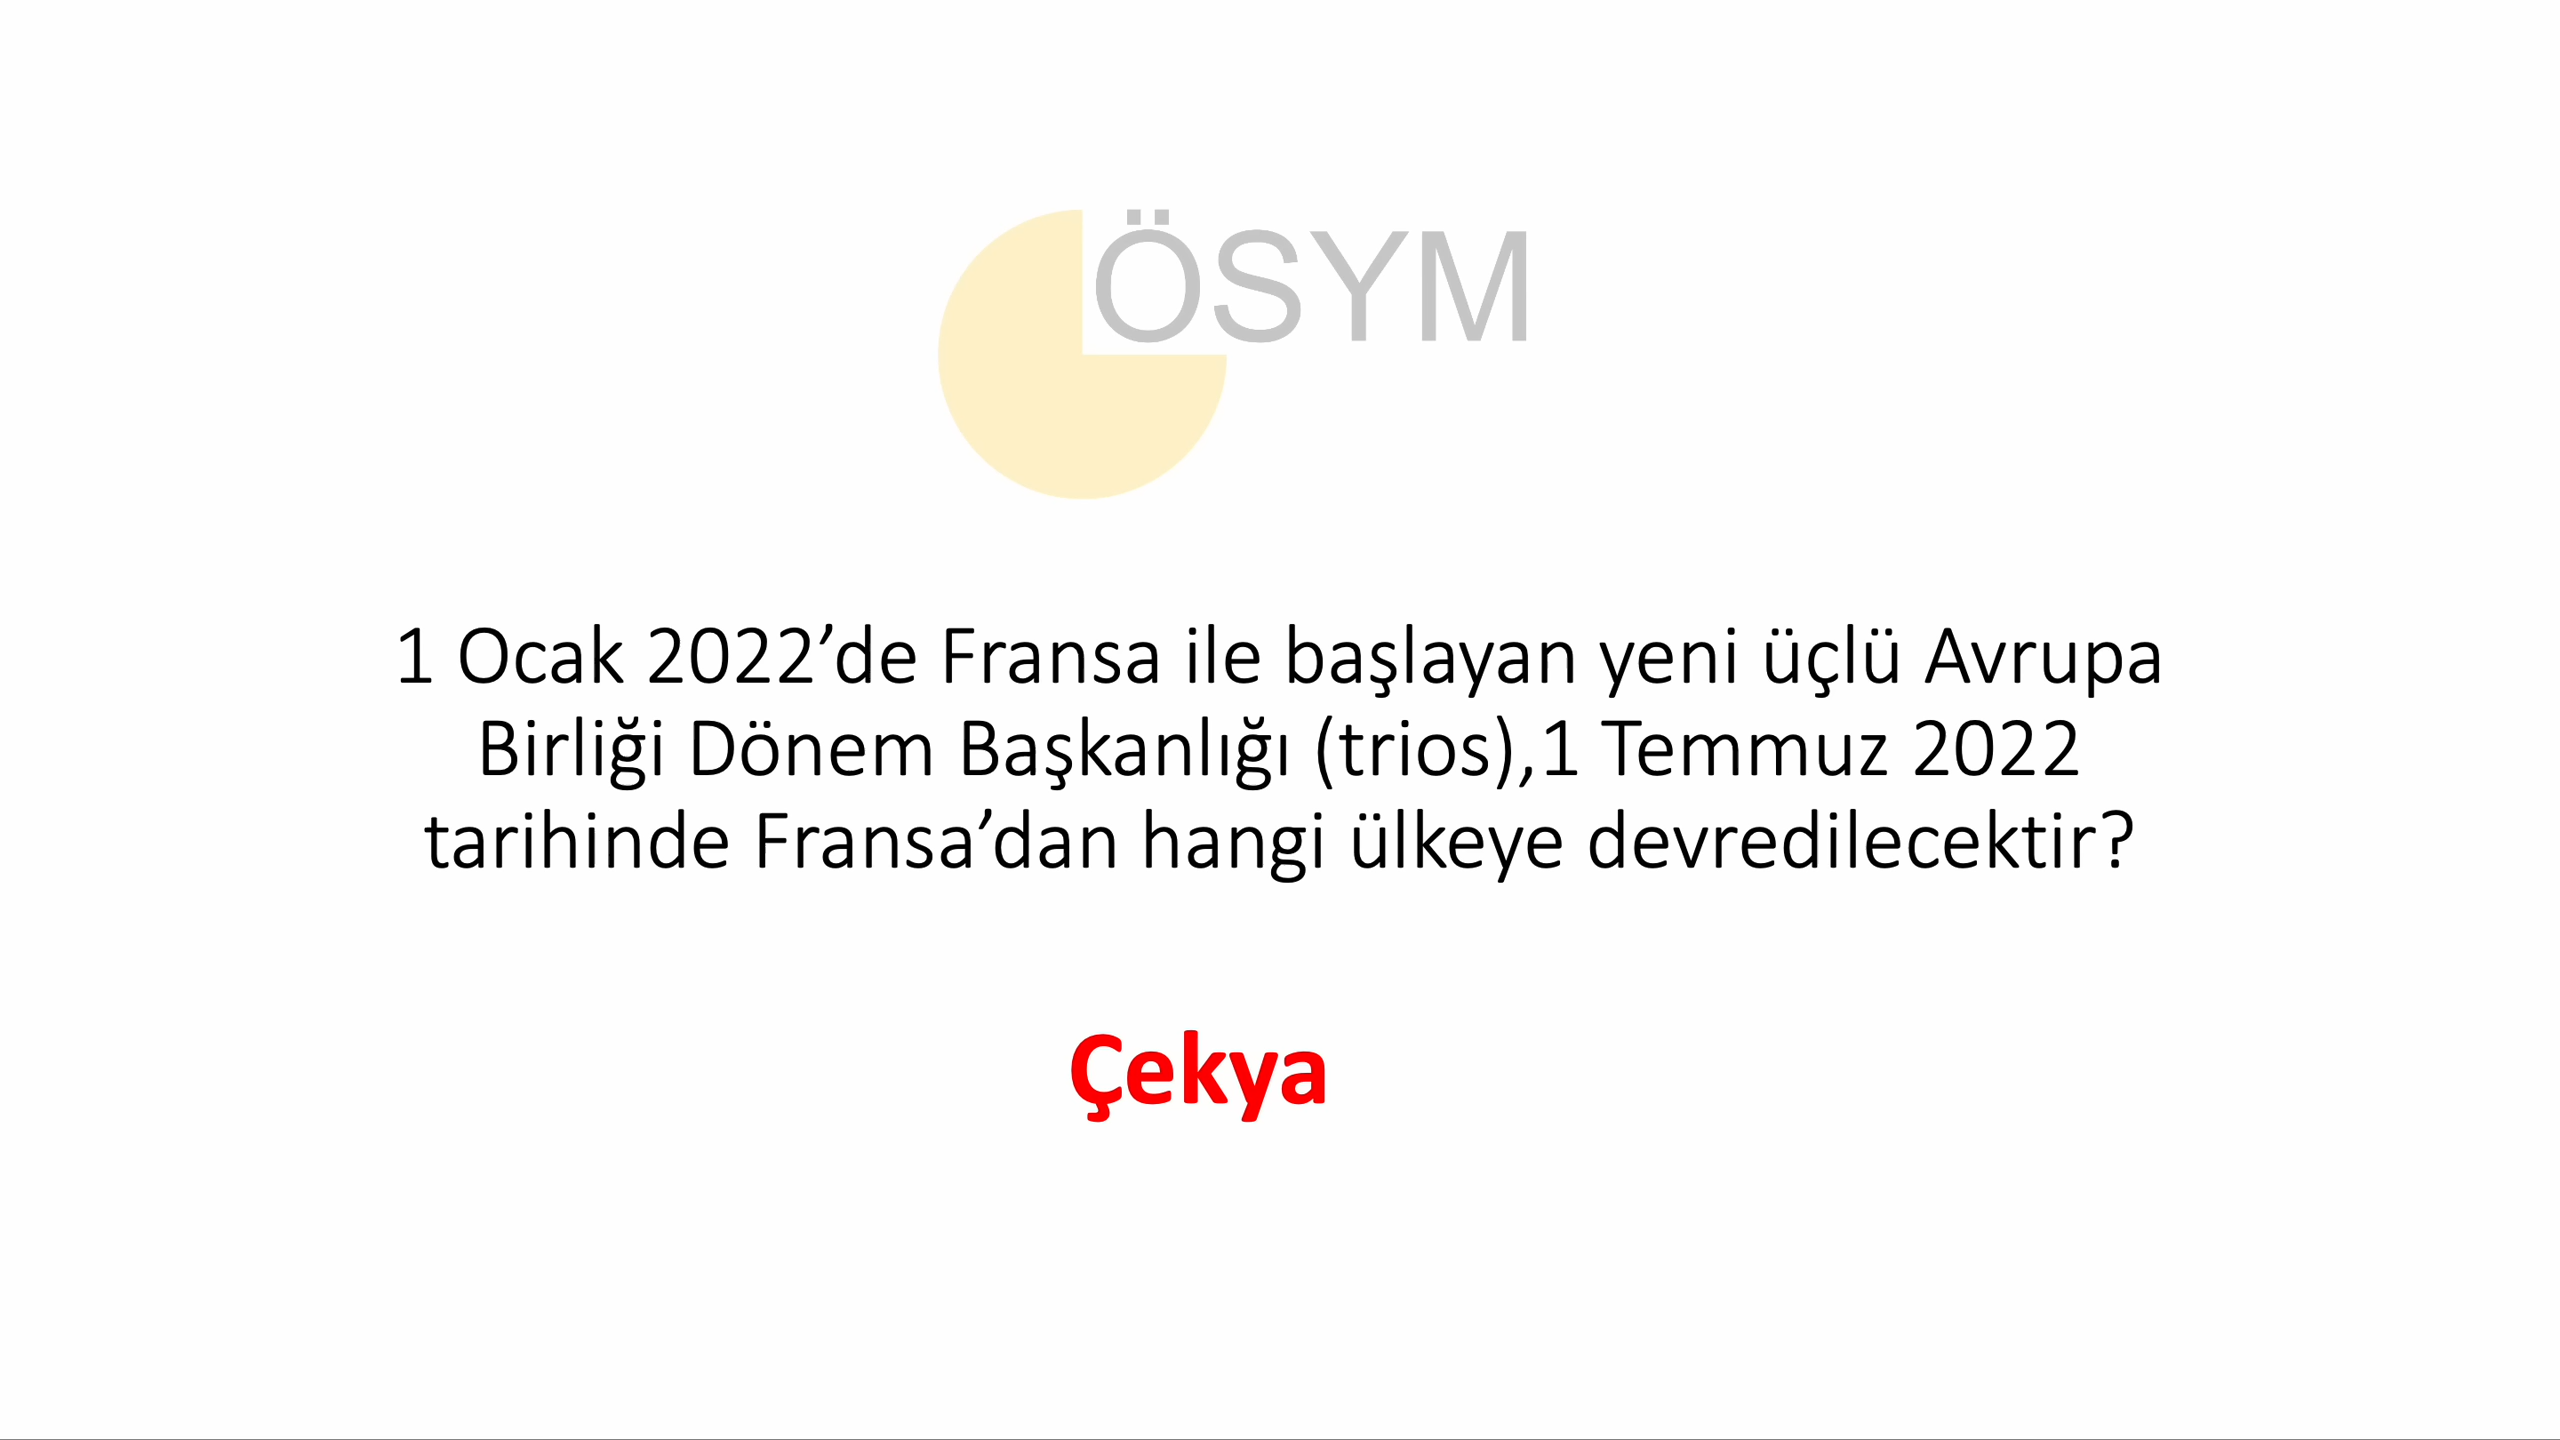 ÖSYM
1 Ocak 2022’de Fransa ile başlayan yeni üçlü Avrupa
Birliği Dönem Başkanlığı (trios),1 Temmuz 2022
tarihinde Fransa’dan hangi ülkeye devredilecektir?
Çekya